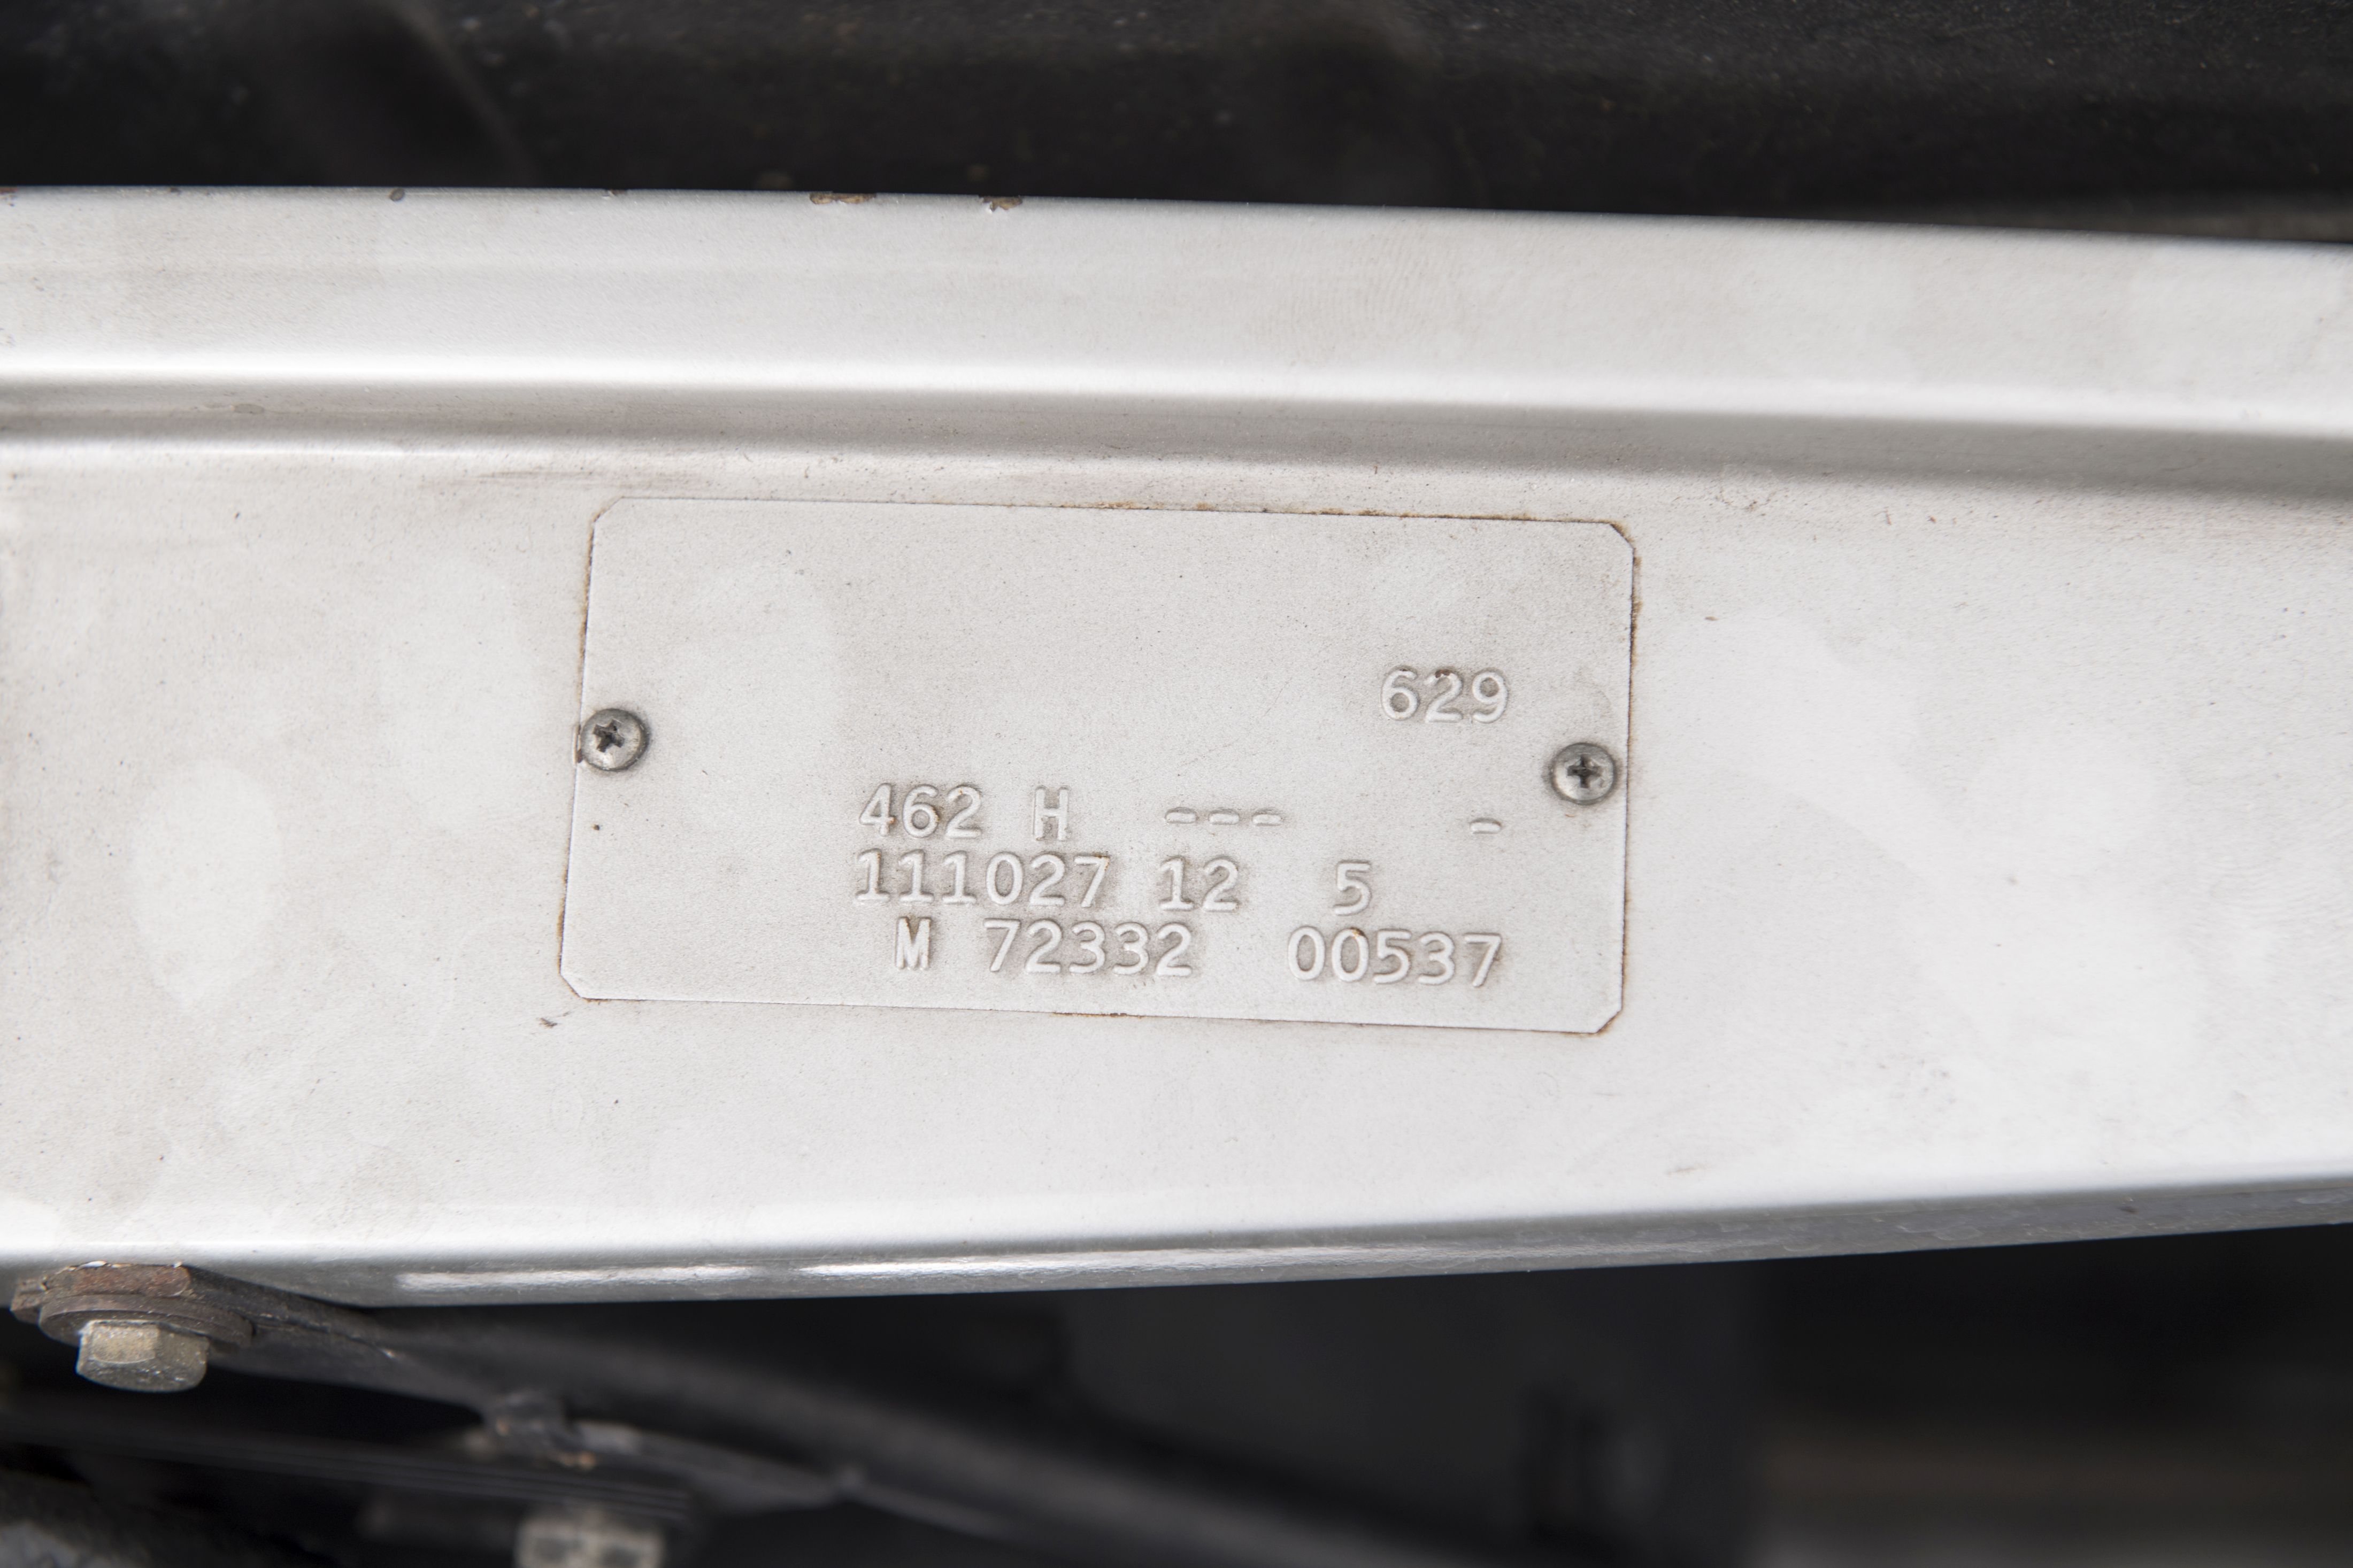 629
462 H --- -
111027 12 5
M 72332 00537